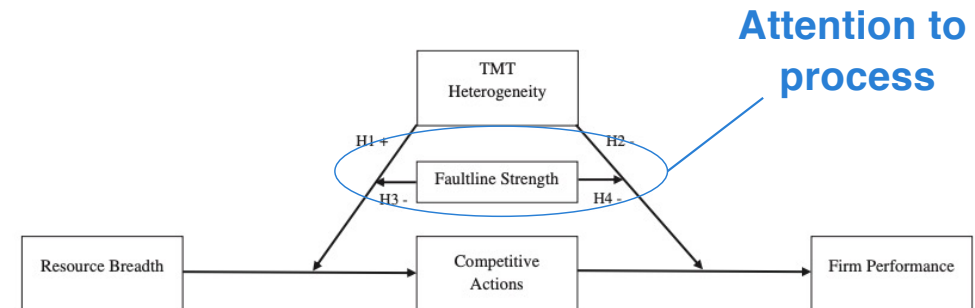 Attention to
process
TMT
Heterogeneity
H1 +
H2 -
Faultline Strength
H3 -
H4 -
Resource Breadth
Competitive
Actions
Firm Performance